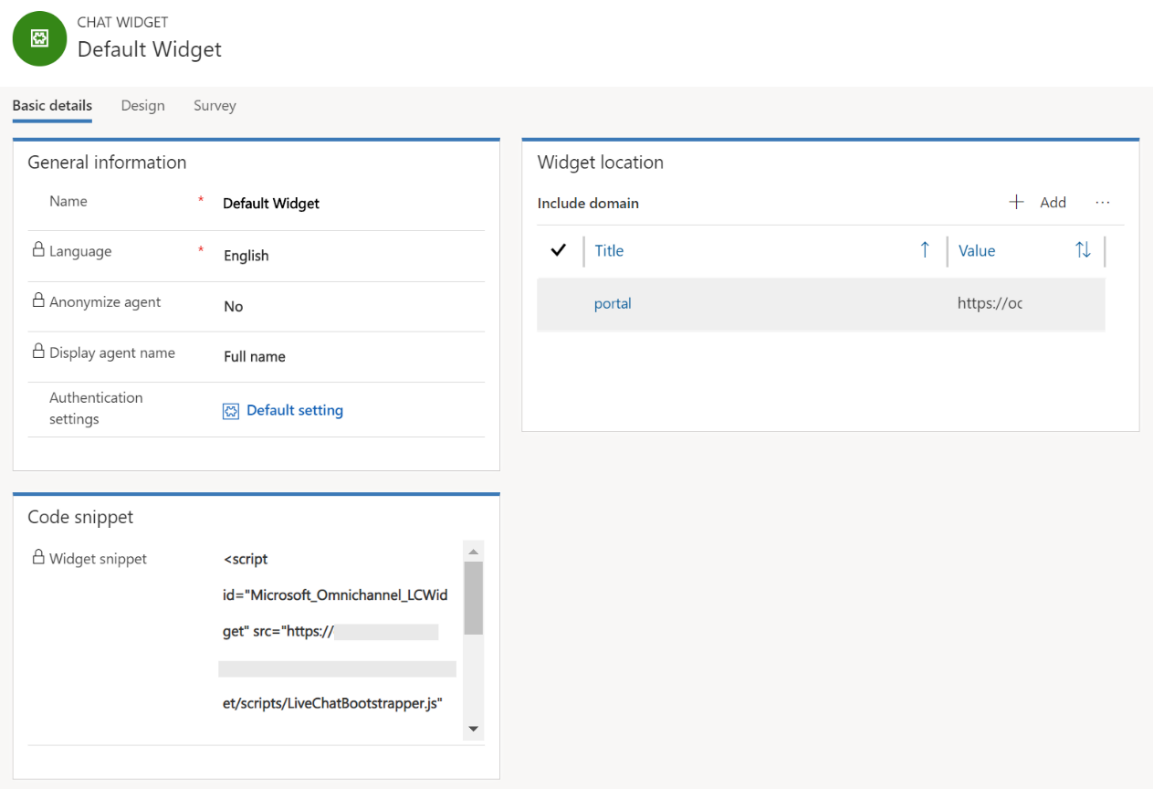 CHAT WIDGET
Default Widget
Basic details
Design
Survey
General information
Name * Default Widget
Language * English
Anonymize agent No
Display agent name Full name
Authentication
settings
Default setting
Widget location
Include domain
+ Add ...
Title
Value
portal
https://oc
Code snippet
Widget snippet
<script
id="Microsoft_Omnichannel_LCWid
get" src="https://
et/scripts/LiveChatBootstrapper.js"